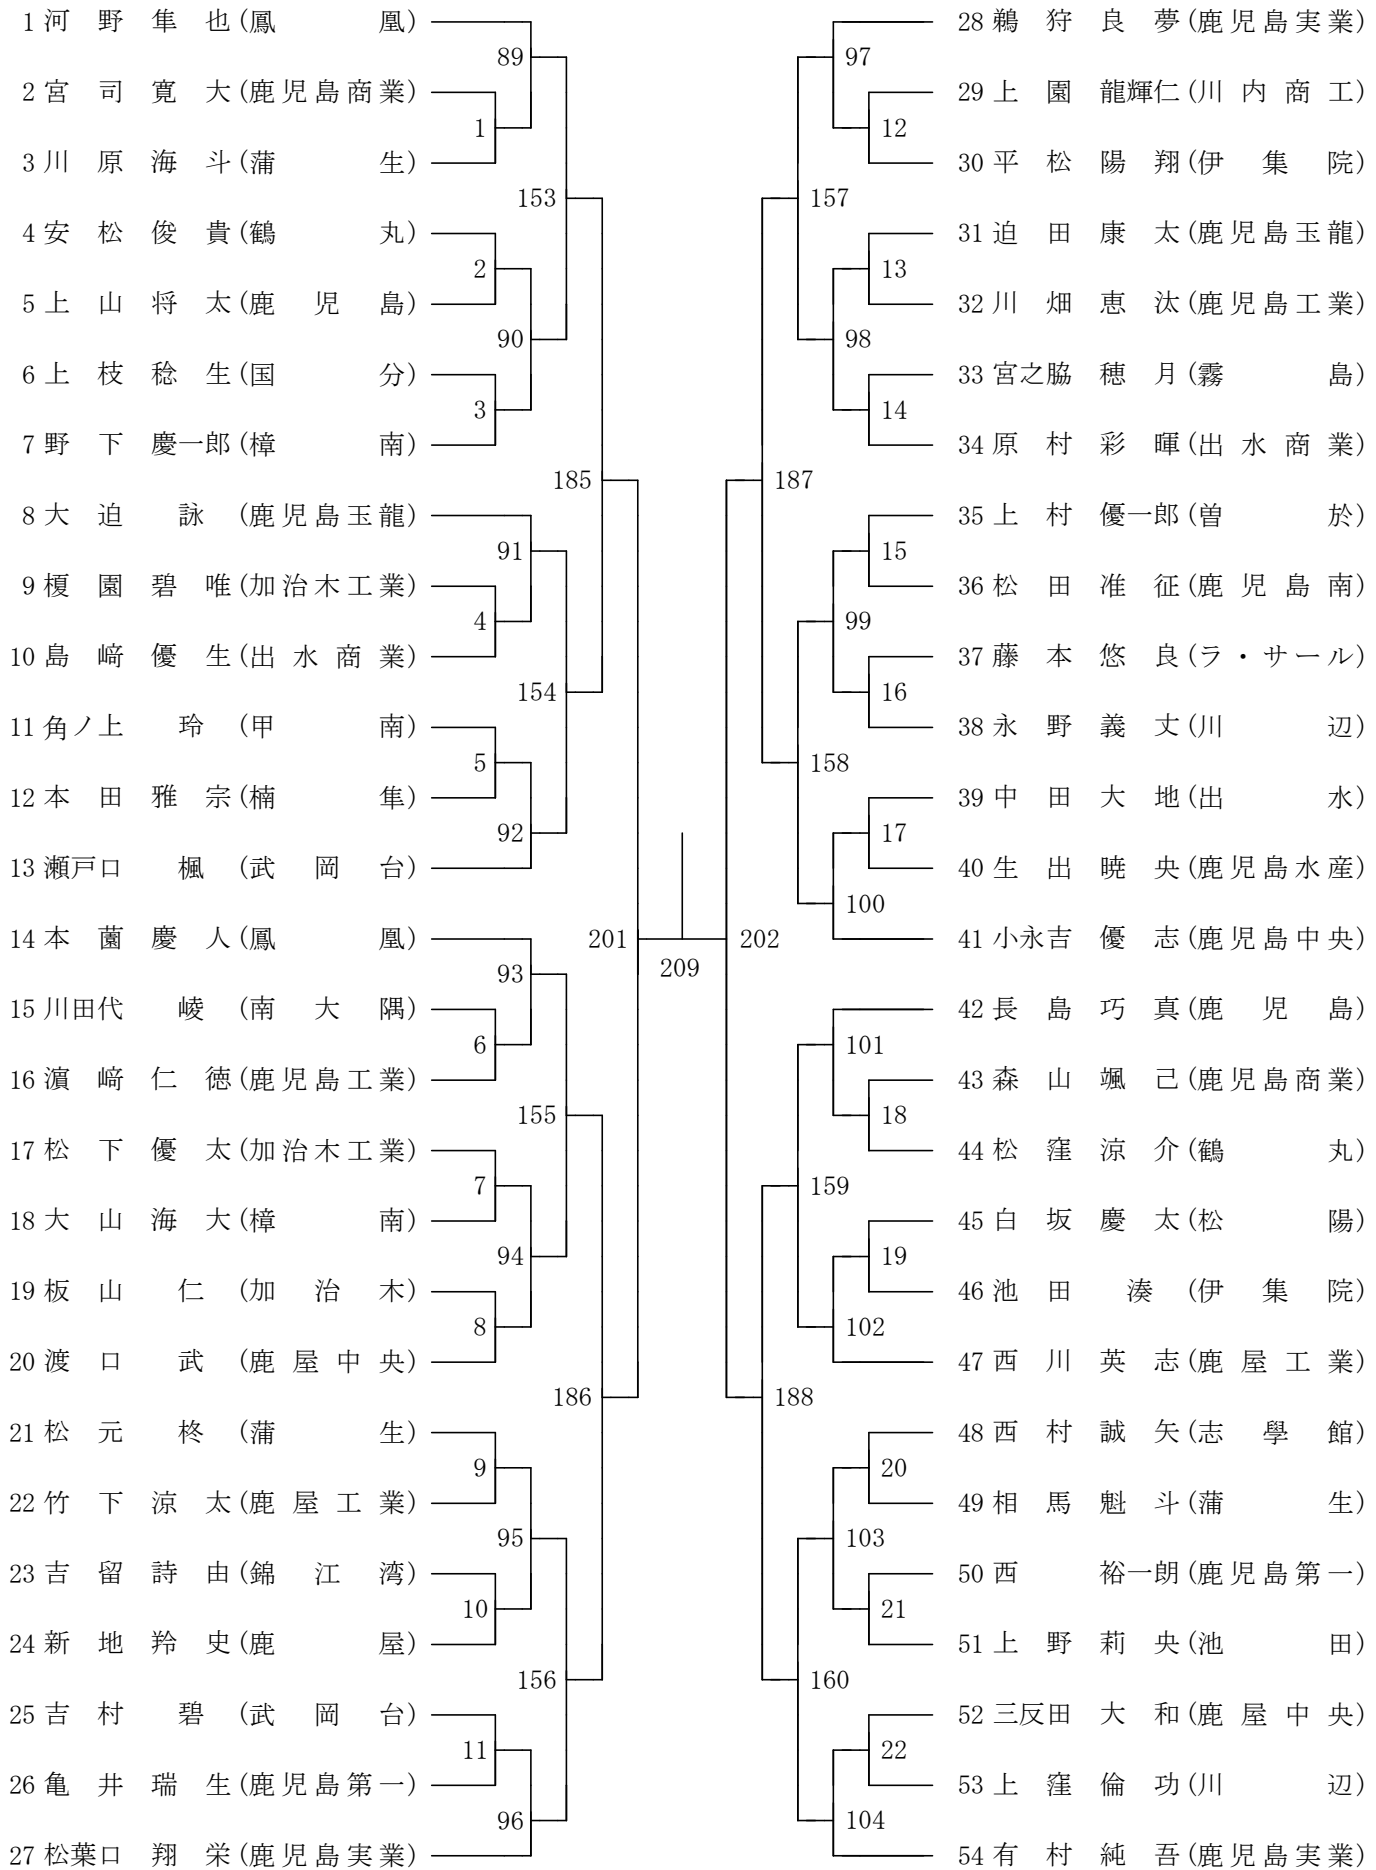 1 河野隼也 (鳳凰)
89
2 宮司寛大 (鹿児島商業)
1
3 川原海斗 (蒲生)
153
4 安松俊貴 (鶴丸)
2
5 上山将太 (鹿児島)
90
6 上枝稔生 (国分)
3
7 野下慶一郎 (樟南)
185
8 大迫詠 (鹿児島玉龍)
91
9 榎園碧唯 (加治木工業)
4
10 島﨑優生 (出水商業)
154
11 角ノ上玲 (甲南)
5
12 本田雅宗 (楠隼)
92
13 瀬戸口楓 (武岡台)
14 本薗慶人 (鳳凰)
201
93
15 川田代崚 (南大隅)
6
16 濵﨑仁徳 (鹿児島工業)
155
17 松下優太 (加治木工業)
7
18 大山海大 (樟南)
94
19 板山仁 (加治木)
8
20 渡口武 (鹿屋中央)
186
21 松元柊 (蒲生)
9
22 竹下涼太 (鹿屋工業)
95
23 吉留詩由 (錦江湾)
10
24 新地羚史 (鹿屋)
156
25 吉村碧 (武岡台)
11
26 亀井瑞生 (鹿児島第一)
96
27 松葉口翔栄 (鹿児島実業)
209
28 鵜狩良夢 (鹿児島実業)
97
29 上園龍輝仁 (川内商工)
12
30 平松陽翔 (伊集院)
157
31 迫田康太 (鹿児島玉龍)
13
32 川畑恵汰 (鹿児島工業)
98
33 宮之脇穂月 (霧島)
14
34 原村彩暉 (出水商業)
187
35 上村優一郎 (曽於)
15
36 松田准征 (鹿児島南)
99
37 藤本悠良 (ラ・サール)
16
38 永野義丈 (川辺)
158
39 中田大地 (出水)
17
40 生出暁央 (鹿児島水産)
100
41 小永吉優志 (鹿児島中央)
202
42 長島巧真 (鹿児島)
101
43 森山颯己 (鹿児島商業)
18
44 松窪涼介 (鶴丸)
159
45 白坂慶太 (松陽)
19
46 池田湊 (伊集院)
102
47 西川英志 (鹿屋工業)
188
48 西村誠矢 (志學館)
20
49 相馬魁斗 (蒲生)
103
50 西裕一朗 (鹿児島第一)
21
51 上野莉央 (池田)
160
52 三反田大和 (鹿屋中央)
22
53 上窪倫功 (川辺)
104
54 有村純吾 (鹿児島実業)